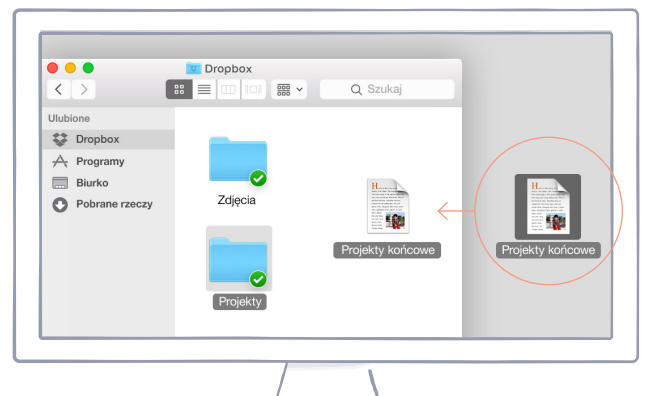 Dropbox
Szukaj
Ulubione
Dropbox
Programy
Biurko
Pobrane rzeczy
Zdjęcia
Projekty
Projekty końcowe
Projekty końcowe